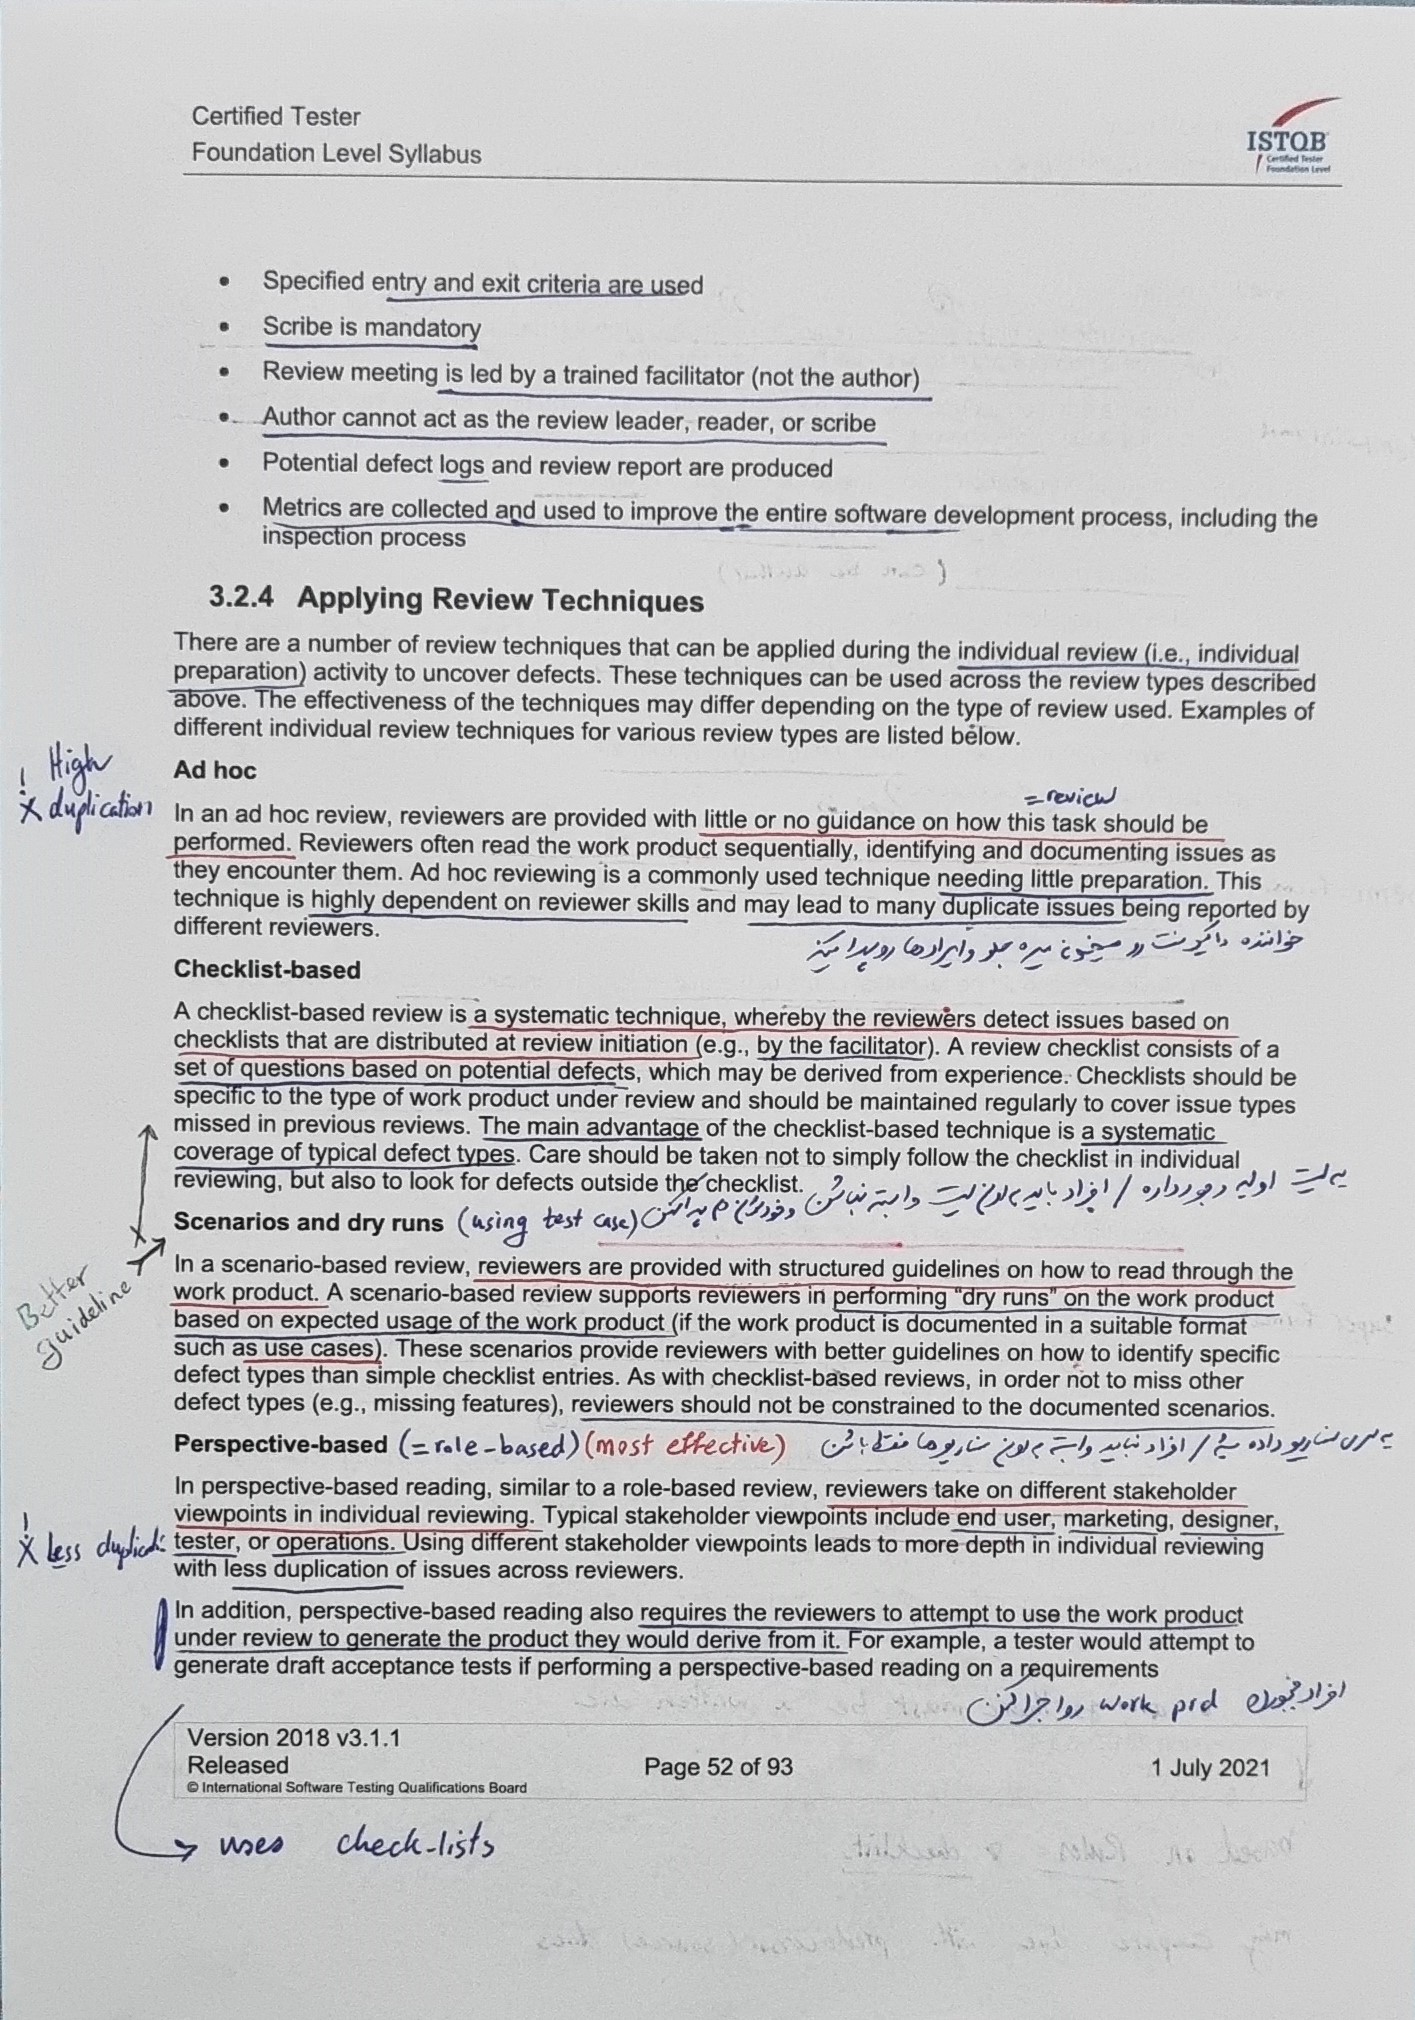 Certified Tester
Foundation Level Syllabus
ISTQB
Certified Tester
Foundation Level
• Specified entry and exit criteria are used
• Scribe is mandatory
• Review meeting is led by a trained facilitator (not the author)
• Author cannot act as the review leader, reader, or scribe
• Potential defect logs and review report are produced
• Metrics are collected and used to improve the entire software development process, including the
inspection process
3.2.4 Applying Review Techniques
There are a number of review techniques that can be applied during the individual review (i.e., individual
preparation) activity to uncover defects. These techniques can be used across the review types described
above. The effectiveness of the techniques may differ depending on the type of review used. Examples of
different individual review techniques for various review types are listed below.
! High
x duplication
Ad hoc
= review
In an ad hoc review, reviewers are provided with little or no guidance on how this task should be
performed. Reviewers often read the work product sequentially, identifying and documenting issues as
they encounter them. Ad hoc reviewing is a commonly used technique needing little preparation. This
technique is highly dependent on reviewer skills and may lead to many duplicate issues being reported by
different reviewers.
خواننده داکیومنت رو میخونه میره جلو و ایرادها رو پیدا میکنه
Checklist-based
A checklist-based review is a systematic technique, whereby the reviewers detect issues based on
checklists that are distributed at review initiation (e.g., by the facilitator). A review checklist consists of a
set of questions based on potential defects, which may be derived from experience. Checklists should be
specific to the type of work product under review and should be maintained regularly to cover issue types
missed in previous reviews. The main advantage of the checklist-based technique is a systematic
coverage of typical defect types. Care should be taken not to simply follow the checklist in individual
reviewing, but also to look for defects outside the checklist.
یه لیست اولیه وجود داره / افراد باید به اون لیست وابسته نباشن
Scenarios and dry runs (using test case)
و خودشان هم پیدا کنن
Better
guideline
In a scenario-based review, reviewers are provided with structured guidelines on how to read through the
work product. A scenario-based review supports reviewers in performing "dry runs" on the work product
based on expected usage of the work product (if the work product is documented in a suitable format
such as use cases). These scenarios provide reviewers with better guidelines on how to identify specific
defect types than simple checklist entries. As with checklist-based reviews, in order not to miss other
defect types (e.g., missing features), reviewers should not be constrained to the documented scenarios.
Perspective-based (= role-based) (most effective)
یه سری سناریو داده میشه / افراد نباید وابسته به اون سناریوها فقط باشن
In perspective-based reading, similar to a role-based review, reviewers take on different stakeholder
viewpoints in individual reviewing. Typical stakeholder viewpoints include end user, marketing, designer,
! x less duplicati
tester, or operations. Using different stakeholder viewpoints leads to more depth in individual reviewing
with less duplication of issues across reviewers.
In addition, perspective-based reading also requires the reviewers to attempt to use the work product
under review to generate the product they would derive from it. For example, a tester would attempt to
generate draft acceptance tests if performing a perspective-based reading on a requirements
افراد مجبورن work prd رو اجرا کنن
Version 2018 v3.1.1
Released
© International Software Testing Qualifications Board
Page 52 of 93
1 July 2021
uses check-lists